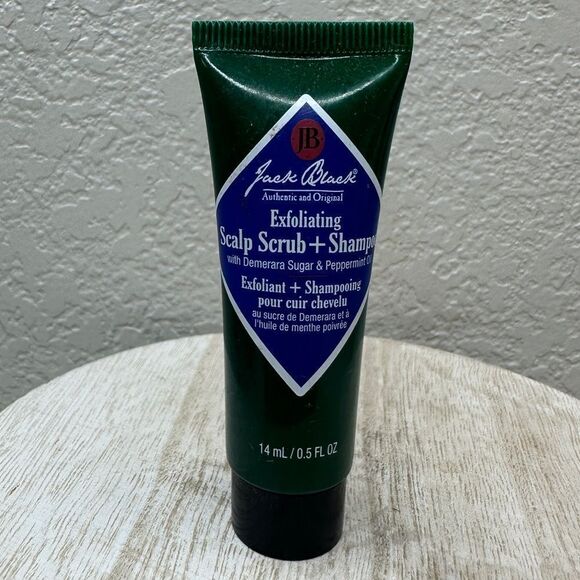 JB
Jack Black®
Authentic and Original
Exfoliating
Scalp Scrub + Shampoo
with Demerara Sugar & Peppermint
Exfoliant + Shampooing
pour cuir chevelu
au sucre de Demerara et à
l'huile de menthe poivrée
14 mL / 0.5 FL OZ